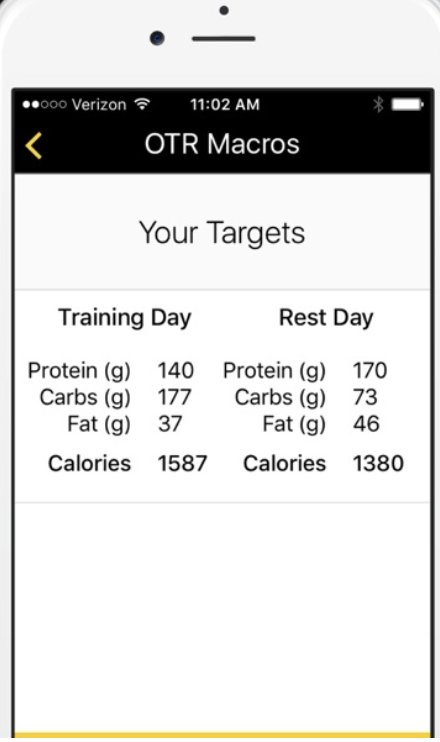 Verizon 11:02 AM
OTR Macros
Your Targets
Training Day Rest Day
Protein (g) 140 Protein (g) 170
Carbs (g) 177 Carbs (g) 73
Fat (g) 37 Fat (g) 46
Calories 1587 Calories 1380